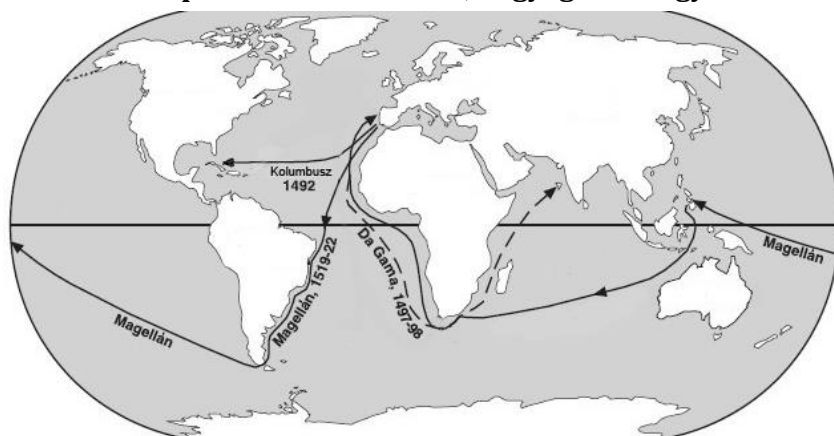 Kolumbusz
1492
Magellán, 1519-22
Da Gama, 1497-98
Magellán
Magellán